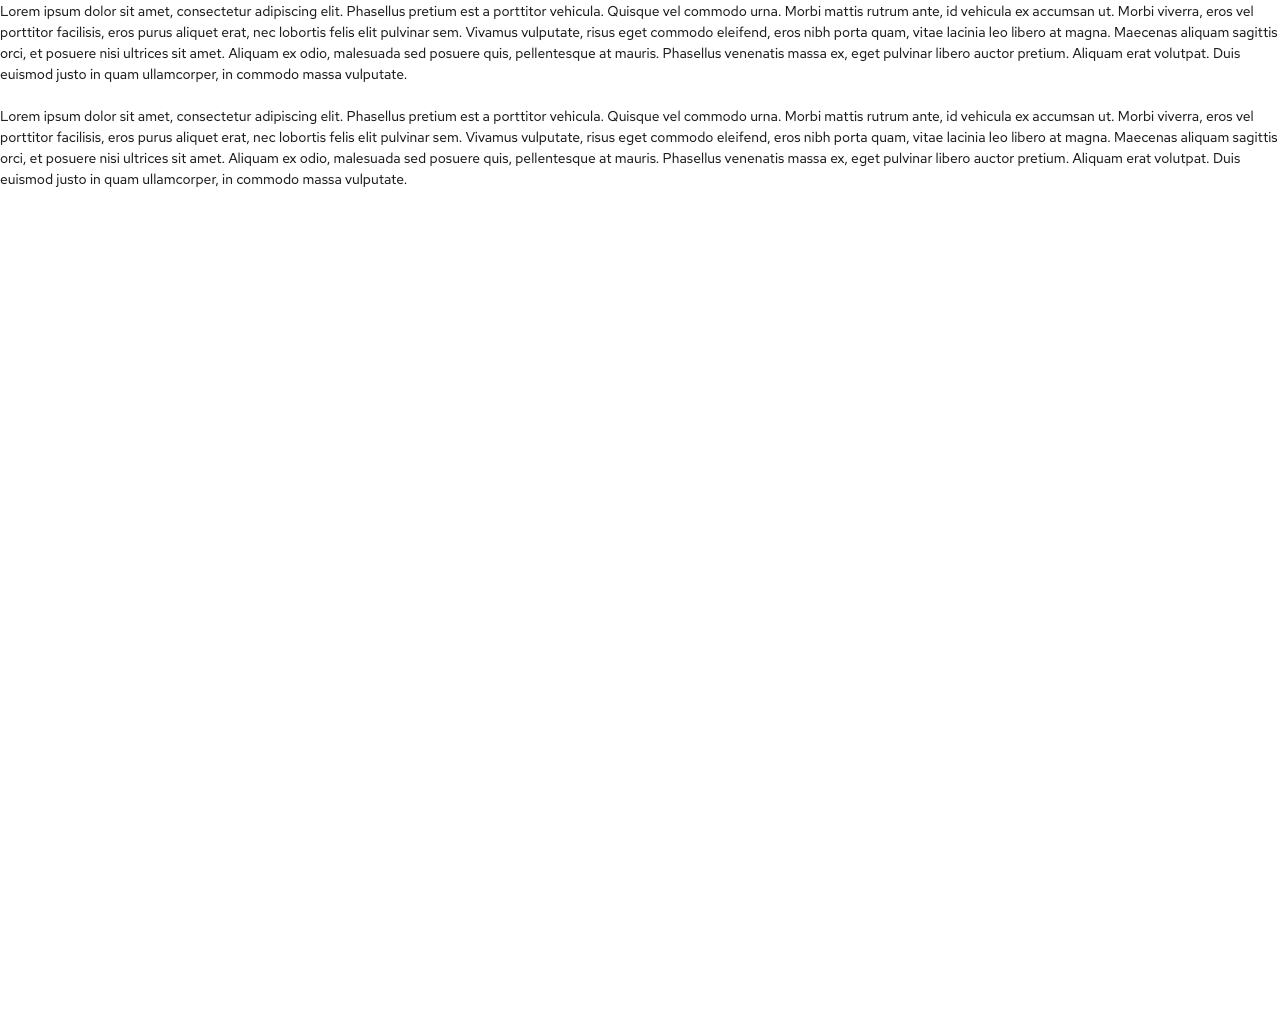 Lorem ipsum dolor sit amet, consectetur adipiscing elit. Phasellus pretium est a porttitor vehicula. Quisque vel commodo urna. Morbi mattis rutrum ante, id vehicula ex accumsan ut. Morbi viverra, eros vel
porttitor facilisis, eros purus aliquet erat, nec lobortis felis elit pulvinar sem. Vivamus vulputate, risus eget commodo eleifend, eros nibh porta quam, vitae lacinia leo libero at magna. Maecenas aliquam sagittis
orci, et posuere nisi ultrices sit amet. Aliquam ex odio, malesuada sed posuere quis, pellentesque at mauris. Phasellus venenatis massa ex, eget pulvinar libero auctor pretium. Aliquam erat volutpat. Duis
euismod justo in quam ullamcorper, in commodo massa vulputate.

Lorem ipsum dolor sit amet, consectetur adipiscing elit. Phasellus pretium est a porttitor vehicula. Quisque vel commodo urna. Morbi mattis rutrum ante, id vehicula ex accumsan ut. Morbi viverra, eros vel
porttitor facilisis, eros purus aliquet erat, nec lobortis felis elit pulvinar sem. Vivamus vulputate, risus eget commodo eleifend, eros nibh porta quam, vitae lacinia leo libero at magna. Maecenas aliquam sagittis
orci, et posuere nisi ultrices sit amet. Aliquam ex odio, malesuada sed posuere quis, pellentesque at mauris. Phasellus venenatis massa ex, eget pulvinar libero auctor pretium. Aliquam erat volutpat. Duis
euismod justo in quam ullamcorper, in commodo massa vulputate.